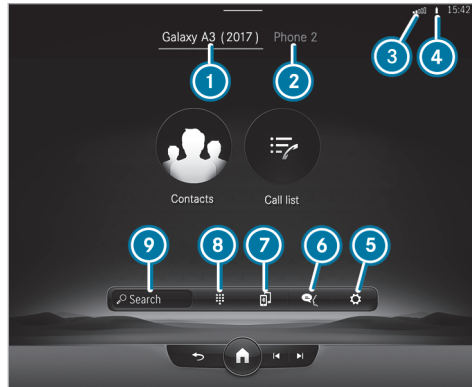 15:42
Galaxy A3 (2017) Phone 2
3 4
1 2
Contacts Call list
9 8 7 6 5
Search